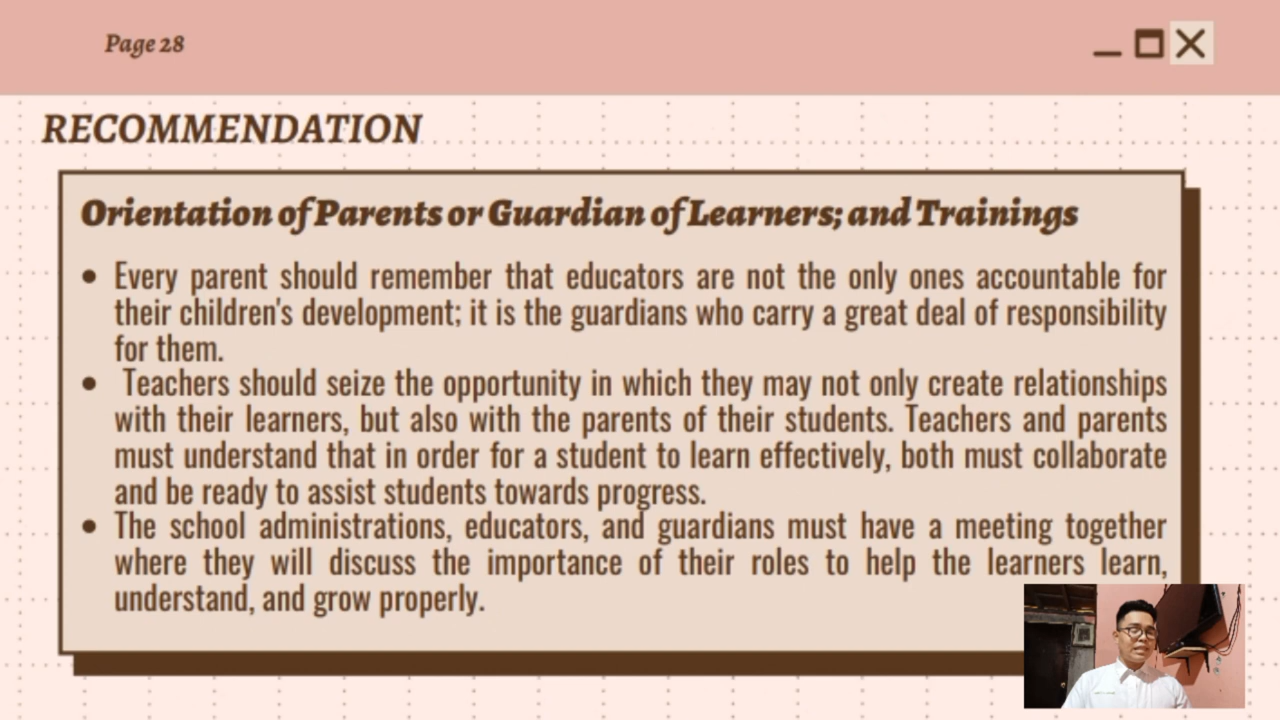 Page 28
RECOMMENDATION
Orientation of Parents or Guardian of Learners; and Trainings
• Every parent should remember that educators are not the only ones accountable for
their children's development; it is the guardians who carry a great deal of responsibility
for them.
• Teachers should seize the opportunity in which they may not only create relationships
with their learners, but also with the parents of their students. Teachers and parents
must understand that in order for a student to learn effectively, both must collaborate
and be ready to assist students towards progress.
• The school administrations, educators, and guardians must have a meeting together
where they will discuss the importance of their roles to help the learners learn,
understand, and grow properly.